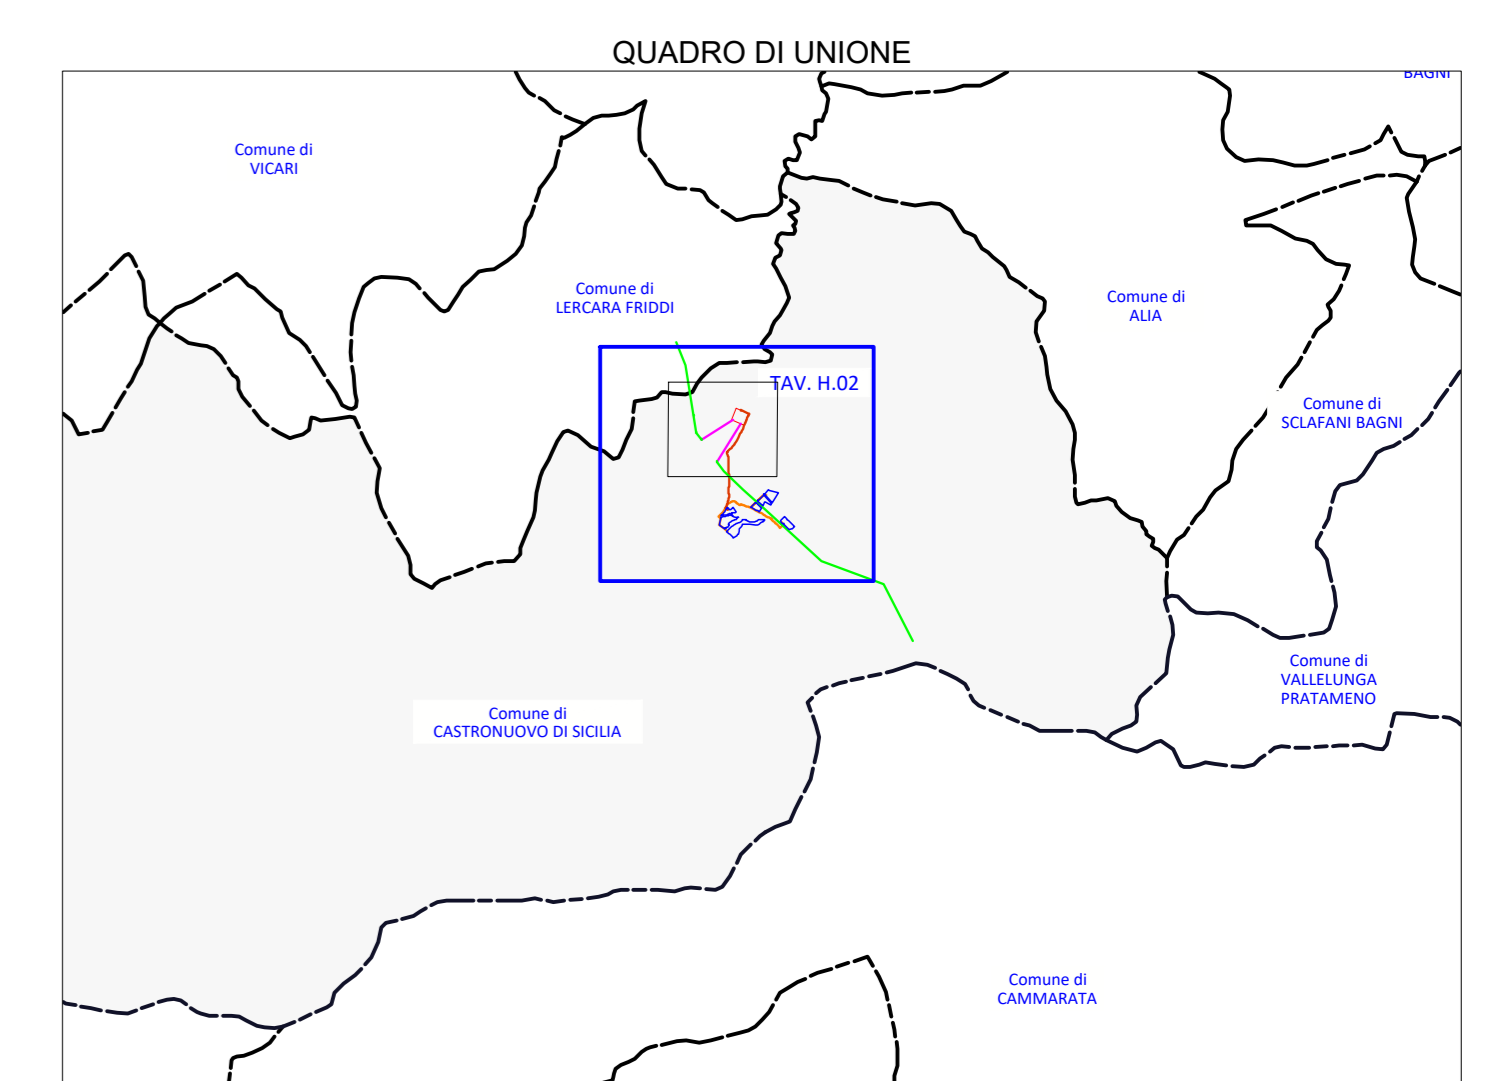 QUADRO DI UNIONE
BAGNI
Comune di
VICARI
Comune di
LERCARA FRIDDI
Comune di
ALIA
TAV. H.02
Comune di
SCLAFANI BAGNI
Comune di
VALLELUNGA
PRATAMENO
Comune di
CASTRONUOVO DI SICILIA
Comune di
CAMMARATA